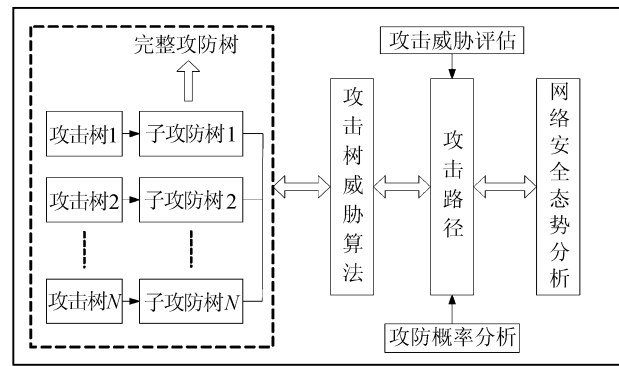 完整攻防树
攻击树1
子攻防树1
攻击树2
子攻防树2
攻击树N
子攻防树N
攻击树威胁算法
攻击威胁评估
攻击路径
攻防概率分析
网络安全态势分析